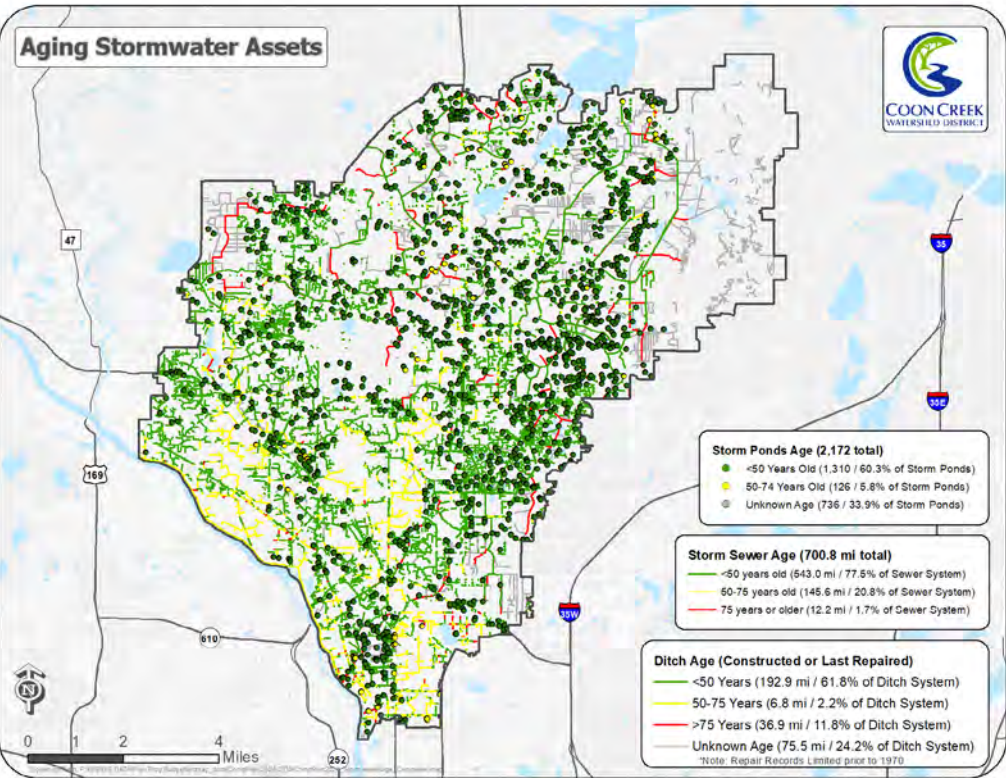 Aging Stormwater Assets
COON CREEK
WATERSHED DISTRICT
47
35
35E
169
Storm Ponds Age (2,172 total)
<50 Years Old (1,310 / 60.3% of Storm Ponds)
50-74 Years Old (126 / 5.8% of Storm Ponds)
Unknown Age (736 / 33.9% of Storm Ponds)
Storm Sewer Age (700.8 mi total)
<50 years old (543.0 mi / 77.5% of Sewer System)
50-75 years old (145.6 mi / 20.8% of Sewer System)
75 years or older (12.2 mi / 1.7% of Sewer System)
35W
610
Ditch Age (Constructed or Last Repaired)
<50 Years (192.9 mi / 61.8% of Ditch System)
50-75 Years (6.8 mi / 2.2% of Ditch System)
>75 Years (36.9 mi / 11.8% of Ditch System)
Unknown Age (75.5 mi / 24.2% of Ditch System)
*Note: Repair Records Limited prior to 1970
N
0 1 2 4
Miles
252